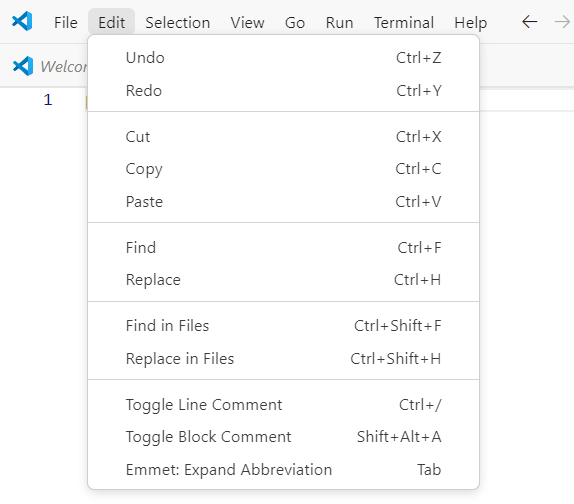 File Edit Selection View Go Run Terminal Help
1
Undo Ctrl+Z
Redo Ctrl+Y
Cut Ctrl+X
Copy Ctrl+C
Paste Ctrl+V
Find Ctrl+F
Replace Ctrl+H
Find in Files Ctrl+Shift+F
Replace in Files Ctrl+Shift+H
Toggle Line Comment Ctrl+/
Toggle Block Comment Shift+Alt+A
Emmet: Expand Abbreviation Tab